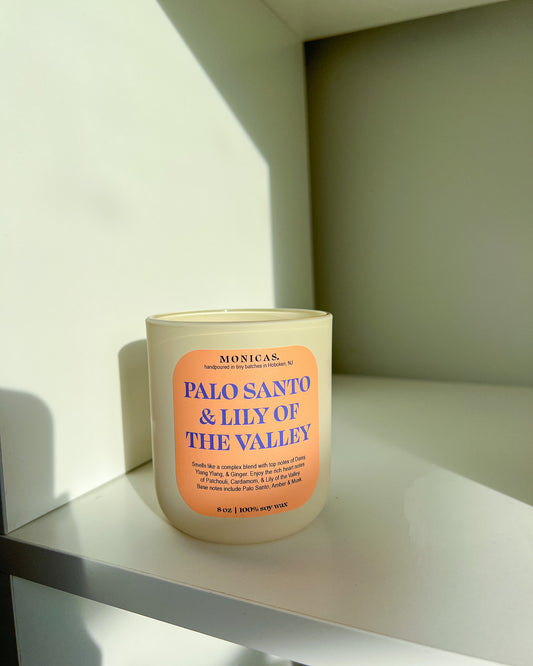 MONICAS.
handpoured in tiny batches in Hoboken, NJ
PALO SANTO
& LILY OF
THE VALLEY
Smells like a complex blend with top notes of Daisy,
Ylang Ylang, & Ginger. Enjoy the rich heart notes
of Patchouli, Cardamom, & Lily of the Valley.
Base notes include Palo Santo, Amber & Musk.
8 oz | 100% soy wax